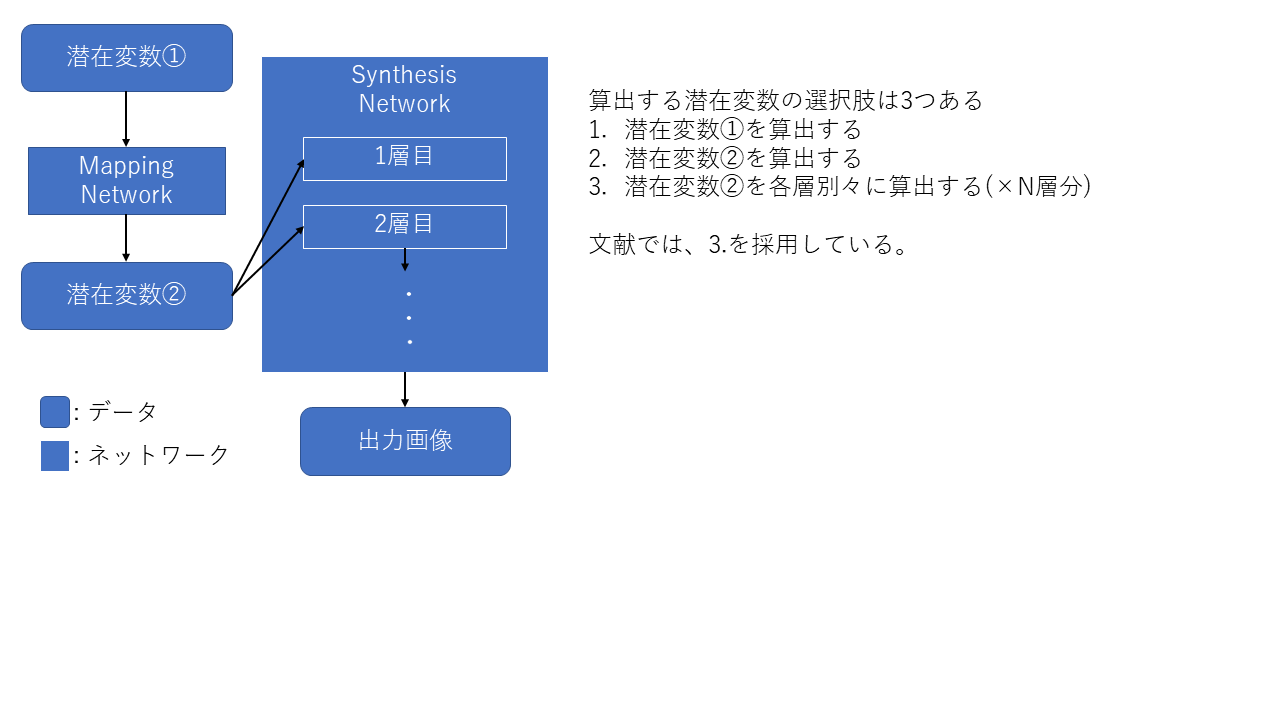 潜在変数①
Mapping
Network
潜在変数②
Synthesis
Network
1層目
2層目
・
・
・
出力画像
: データ
: ネットワーク
算出する潜在変数の選択肢は3つある
1. 潜在変数①を算出する
2. 潜在変数②を算出する
3. 潜在変数②を各層別々に算出する(×N層分)
文献では、3.を採用している。